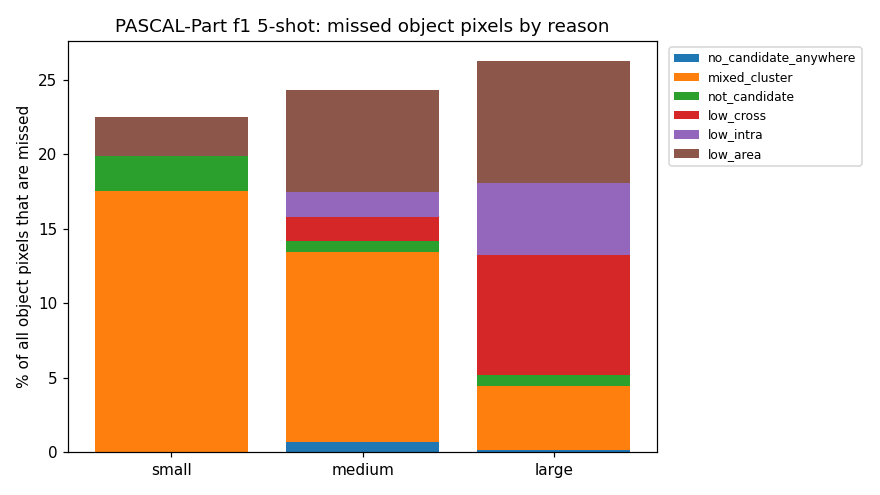 PASCAL-Part f1 5-shot: missed object pixels by reason
% of all object pixels that are missed
25
20
15
10
5
0
small medium large
no_candidate_anywhere
mixed_cluster
not_candidate
low_cross
low_intra
low_area